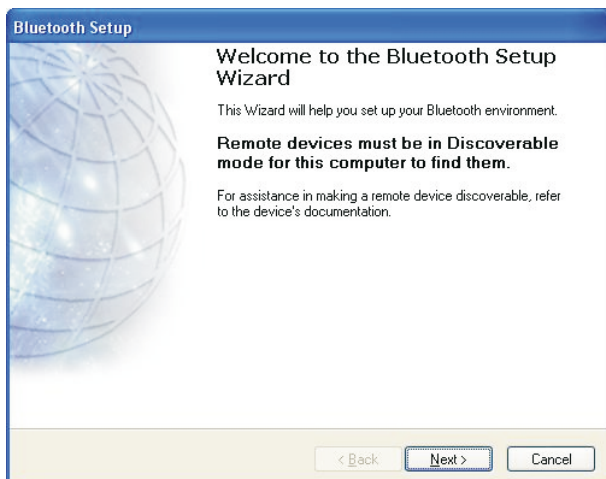 Bluetooth Setup
Welcome to the Bluetooth Setup
Wizard
This Wizard will help you set up your Bluetooth environment.
Remote devices must be in Discoverable
mode for this computer to find them.
For assistance in making a remote device discoverable, refer
to the device's documentation.
< Back
Next >
Cancel